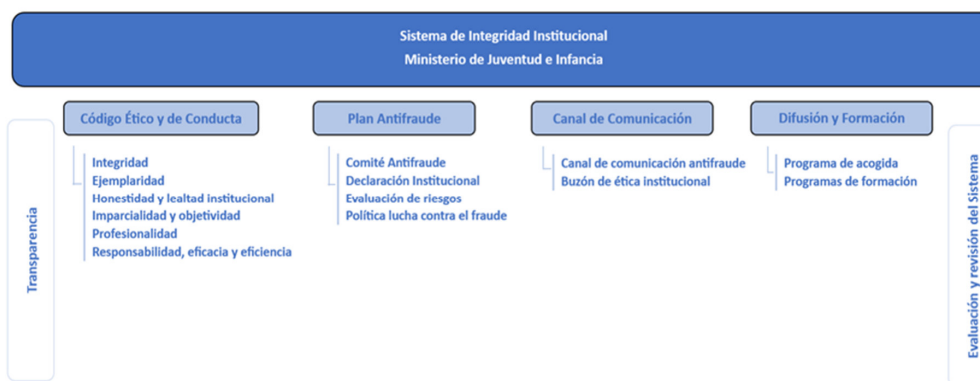 Sistema de Integridad Institucional
Ministerio de Juventud e Infancia
Código Ético y de Conducta
Integridad
Ejemplaridad
Honestidad y lealtad institucional
Imparcialidad y objetividad
Profesionalidad
Responsabilidad, eficacia y eficiencia
Plan Antifraude
Comité Antifraude
Declaración Institucional
Evaluación de riesgos
Política lucha contra el fraude
Canal de Comunicación
Canal de comunicación antifraude
Buzón de ética institucional
Difusión y Formación
Programa de acogida
Programas de formación
Transparencia
Evaluación y revisión del Sistema